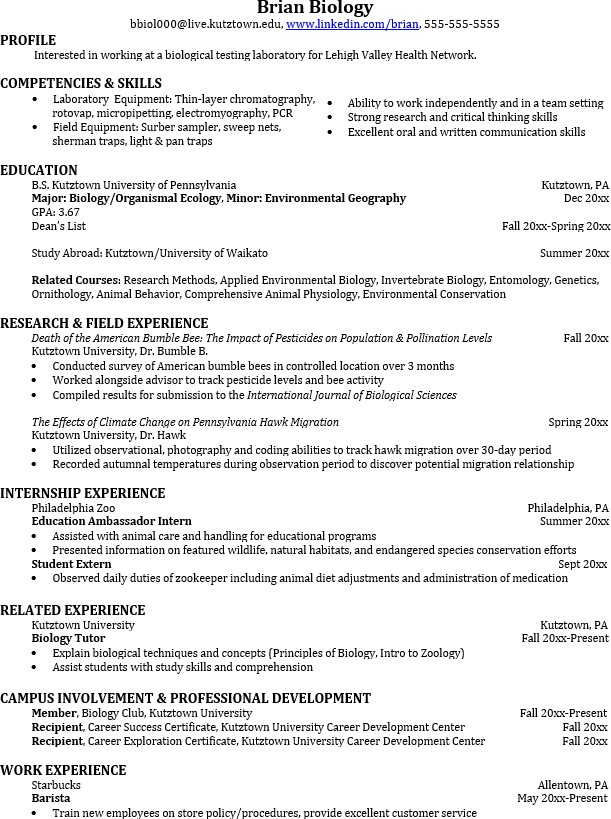 Brian Biology
bbiol000@live.kutztown.edu, www.linkedin.com/brian, 555-555-5555
PROFILE
Interested in working at a biological testing laboratory for Lehigh Valley Health Network.
COMPETENCIES & SKILLS
• Laboratory Equipment: Thin-layer chromatography,
rotovap, micropipetting, electromyography, PCR
• Field Equipment: Surber sampler, sweep nets,
sherman traps, light & pan traps
• Ability to work independently and in a team setting
• Strong research and critical thinking skills
• Excellent oral and written communication skills
EDUCATION
B.S. Kutztown University of Pennsylvania Kutztown, PA
Major: Biology/Organismal Ecology, Minor: Environmental Geography Dec 20xx
GPA: 3.67
Dean's List Fall 20xx-Spring 20xx
Study Abroad: Kutztown/University of Waikato Summer 20xx
Related Courses: Research Methods, Applied Environmental Biology, Invertebrate Biology, Entomology, Genetics,
Ornithology, Animal Behavior, Comprehensive Animal Physiology, Environmental Conservation
RESEARCH & FIELD EXPERIENCE
Death of the American Bumble Bee: The Impact of Pesticides on Population & Pollination Levels Fall 20xx
Kutztown University, Dr. Bumble B.
• Conducted survey of American bumble bees in controlled location over 3 months
• Worked alongside advisor to track pesticide levels and bee activity
• Compiled results for submission to the International Journal of Biological Sciences
The Effects of Climate Change on Pennsylvania Hawk Migration Spring 20xx
Kutztown University, Dr. Hawk
• Utilized observational, photography and coding abilities to track hawk migration over 30-day period
• Recorded autumnal temperatures during observation period to discover potential migration relationship
INTERNSHIP EXPERIENCE
Philadelphia Zoo Philadelphia, PA
Education Ambassador Intern Summer 20xx
• Assisted with animal care and handling for educational programs
• Presented information on featured wildlife, natural habitats, and endangered species conservation efforts
Student Extern Sept 20xx
• Observed daily duties of zookeeper including animal diet adjustments and administration of medication
RELATED EXPERIENCE
Kutztown University Kutztown, PA
Biology Tutor Fall 20xx-Present
• Explain biological techniques and concepts (Principles of Biology, Intro to Zoology)
• Assist students with study skills and comprehension
CAMPUS INVOLVEMENT & PROFESSIONAL DEVELOPMENT
Member, Biology Club, Kutztown University Fall 20xx-Present
Recipient, Career Success Certificate, Kutztown University Career Development Center Fall 20xx
Recipient, Career Exploration Certificate, Kutztown University Career Development Center Fall 20xx
WORK EXPERIENCE
Starbucks Allentown, PA
Barista May 20xx-Present
• Train new employees on store policy/procedures, provide excellent customer service